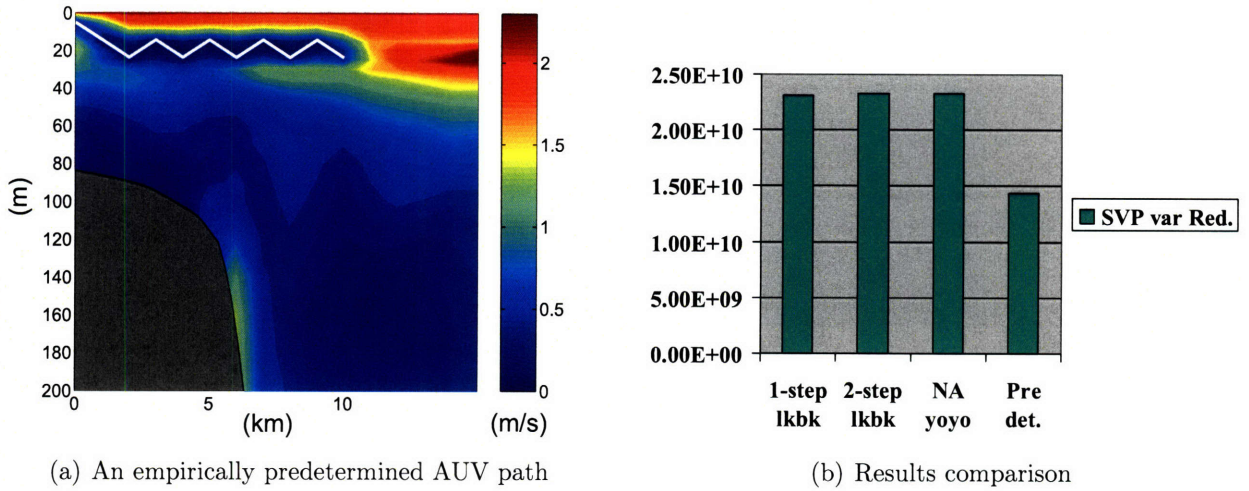 0
20
40
60
80
100
120
140
160
180
200
(m)
0
5
10
(km)
2
1.5
1
0.5
0
(m/s)
(a) An empirically predetermined AUV path
2.50E+10
2.00E+10
1.50E+10
1.00E+10
5.00E+09
0.00E+00
1-step
lkbk
2-step
lkbk
NA
yoyo
Pre
det.
SVP var Red.
(b) Results comparison